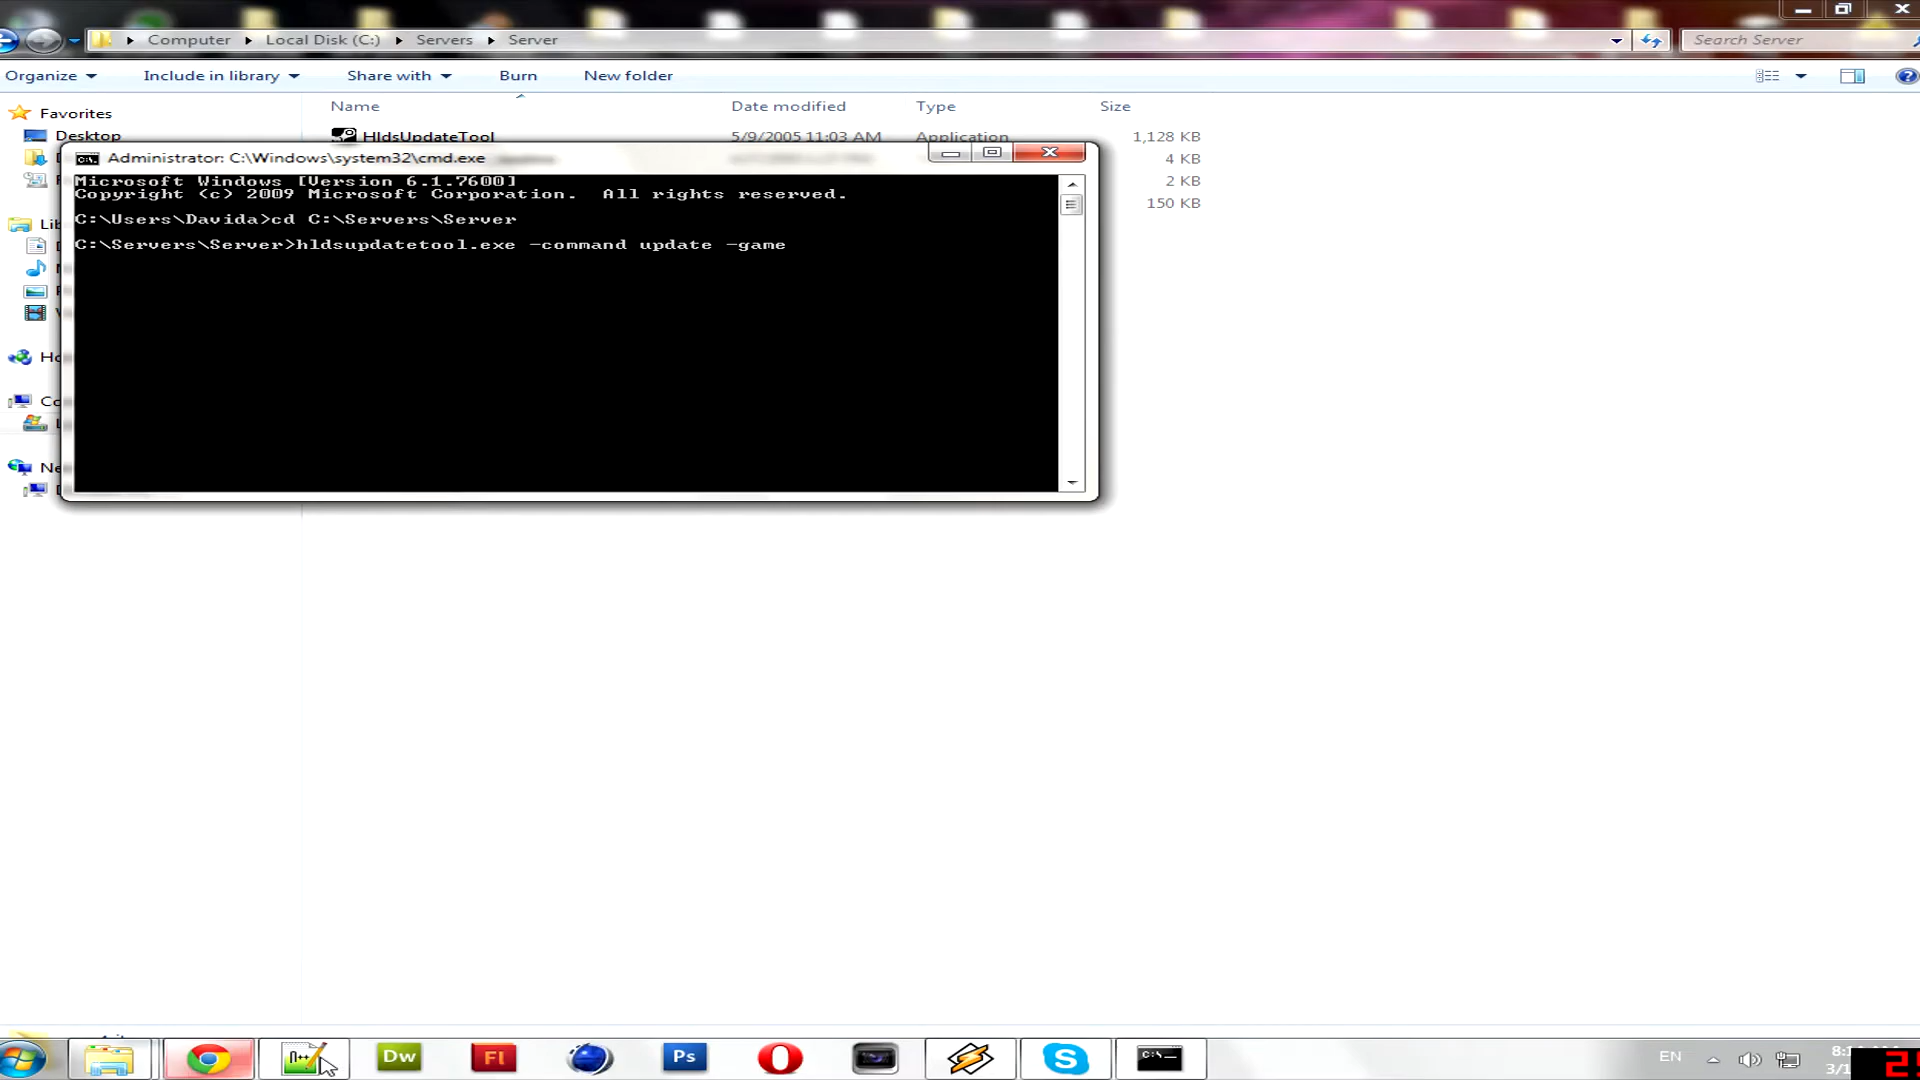 Computer Local Disk (C:) Servers Server
Search Server
Organize Include in library Share with Burn New folder
Name Date modified Type Size
Favorites
Desktop
HldsUpdateTool 5/9/2005 11:03 AM Application 1,128 KB
4 KB
2 KB
150 KB
Administrator: C:\Windows\system32\cmd.exe
Microsoft Windows [Version 6.1.7600]
Copyright (c) 2009 Microsoft Corporation. All rights reserved.
C:\Users\Davida>cd C:\Servers\Server
C:\Servers\Server>hldsupdatetool.exe -command update -game
C:\
Dw
Fl
Ps
EN